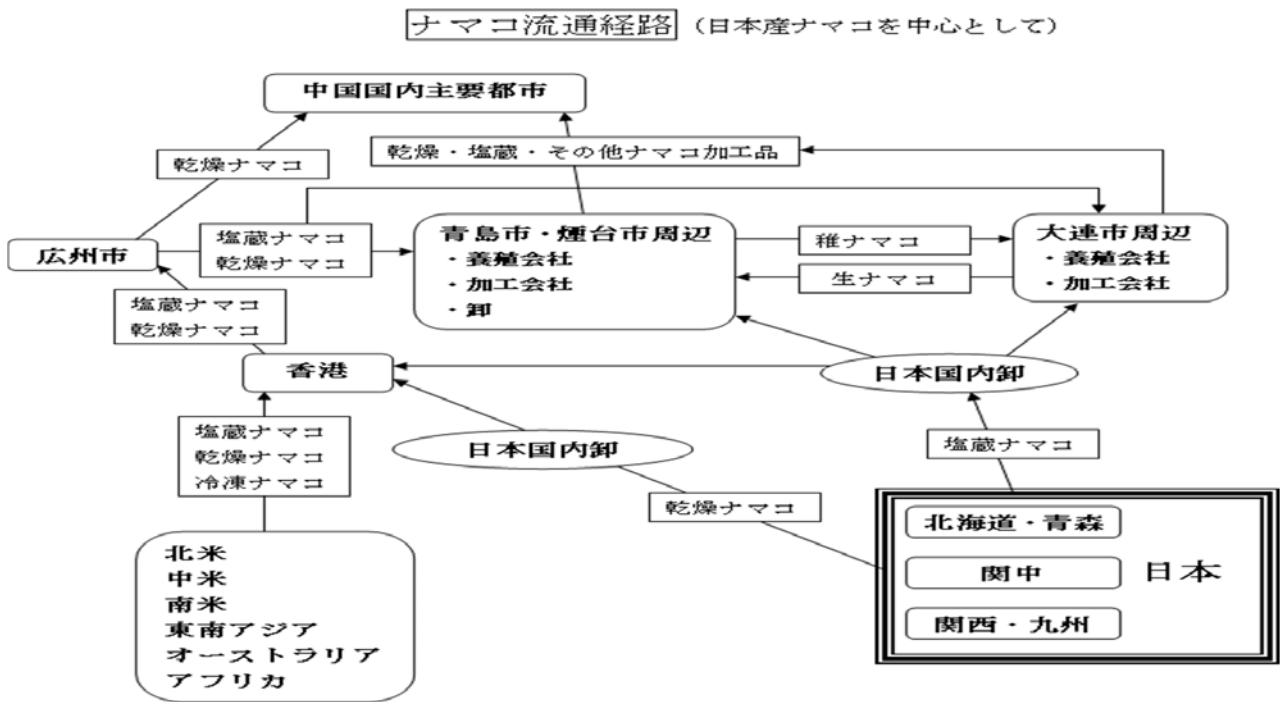 ナマコ流通経路 (日本産ナマコを中心として)
中国国内主要都市
乾燥ナマコ
乾燥・塩蔵・その他ナマコ加工品
広州市
塩蔵ナマコ
乾燥ナマコ
青島市・煙台市周辺
・養殖会社
・加工会社
・卸
稚ナマコ
生ナマコ
大連市周辺
・養殖会社
・加工会社
塩蔵ナマコ
乾燥ナマコ
香港
日本国内卸
塩蔵ナマコ
乾燥ナマコ
冷凍ナマコ
日本国内卸
塩蔵ナマコ
乾燥ナマコ
北海道・青森
関中
関西・九州
日本
北米
中米
南米
東南アジア
オーストラリア
アフリカ